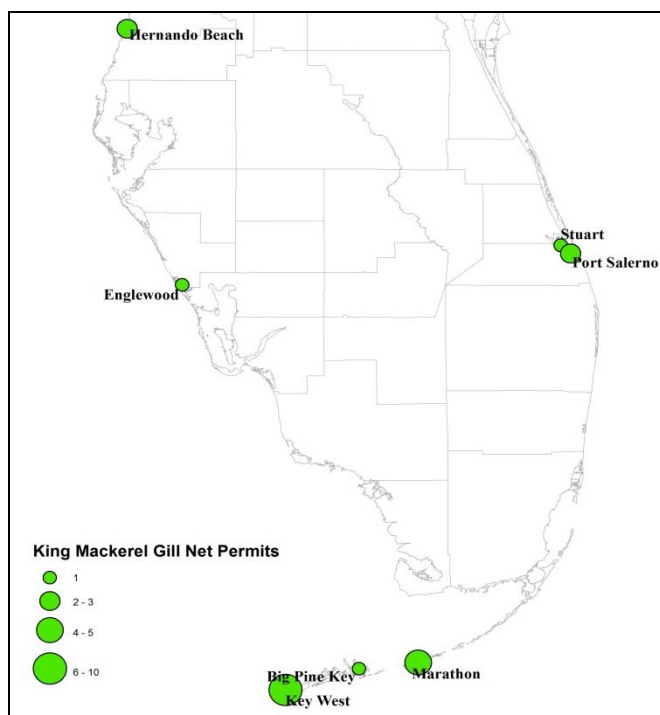 Hernando Beach
Stuart
Port Salerno
Englewood
King Mackerel Gill Net Permits
1
2 - 3
4 - 5
6 - 10
Big Pine Key
Marathon
Key West